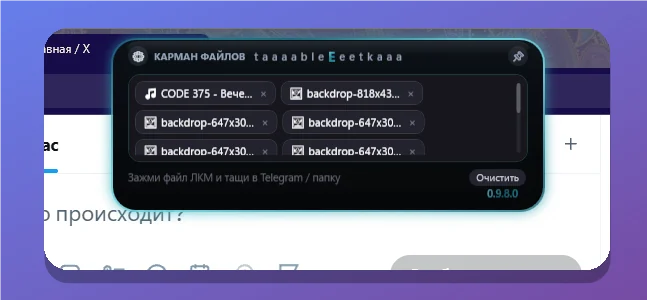 авная / X
КАРМАН ФАЙЛОВ taaaableEeetkaaa
CODE 375 - Вече... ×
backdrop-818x43... ×
backdrop-647x30... ×
backdrop-647x30... ×
backdrop-647x30... ×
backdrop-647x30... ×
Зажми файл ЛКМ и тащи в Telegram / папку
Очистить
0.9.8.0
ас
о происходит?